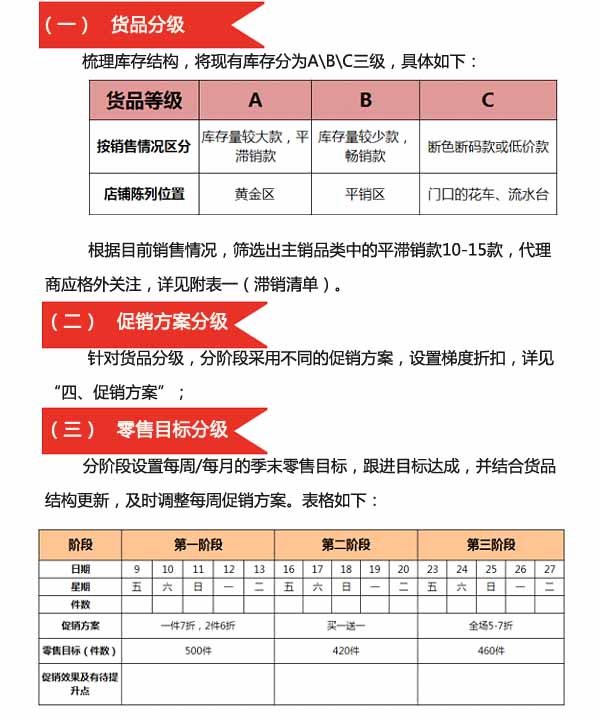 （一） 货品分级
梳理库存结构，将现有库存分为A\B\C三级，具体如下：
货品等级 A B C
按销售情况区分 库存量较大款，平滞销款 库存量较少款，畅销款 断色断码款或低价款
店铺陈列位置 黄金区 平销区 门口的花车、流水台
根据目前销售情况，筛选出主销品类中的平滞销款10-15款，代理
商应格外关注，详见附表一（滞销清单）。
（二） 促销方案分级
针对货品分级，分阶段采用不同的促销方案，设置梯度折扣，详见
“四、促销方案”；
（三） 零售目标分级
分阶段设置每周/每月的季末零售目标，跟进目标达成，并结合货品
结构更新，及时调整每周促销方案。表格如下：
阶段 第一阶段 第二阶段 第三阶段
日期 9 10 11 12 13 16 17 18 19 20 23 24 25 26 27
星期 五 六 日 一 二 五 六 日 一 二 五 六 日 一 二
件数
促销方案 一件7折，2件6折 买一送一 全场5-7折
零售目标（件数） 500件 420件 460件
促销效果及有待提
升点